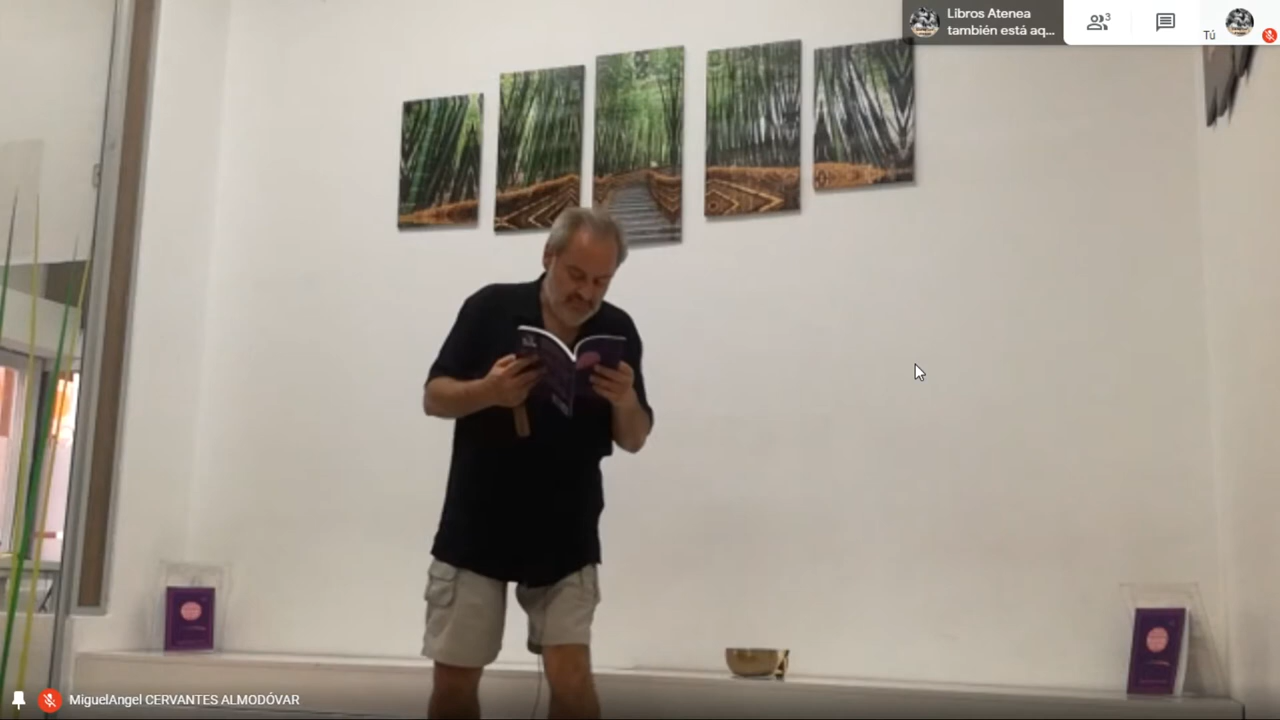 Libros Atenea
también está aq...
3
Tú
MiguelAngel CERVANTES ALMODÓVAR